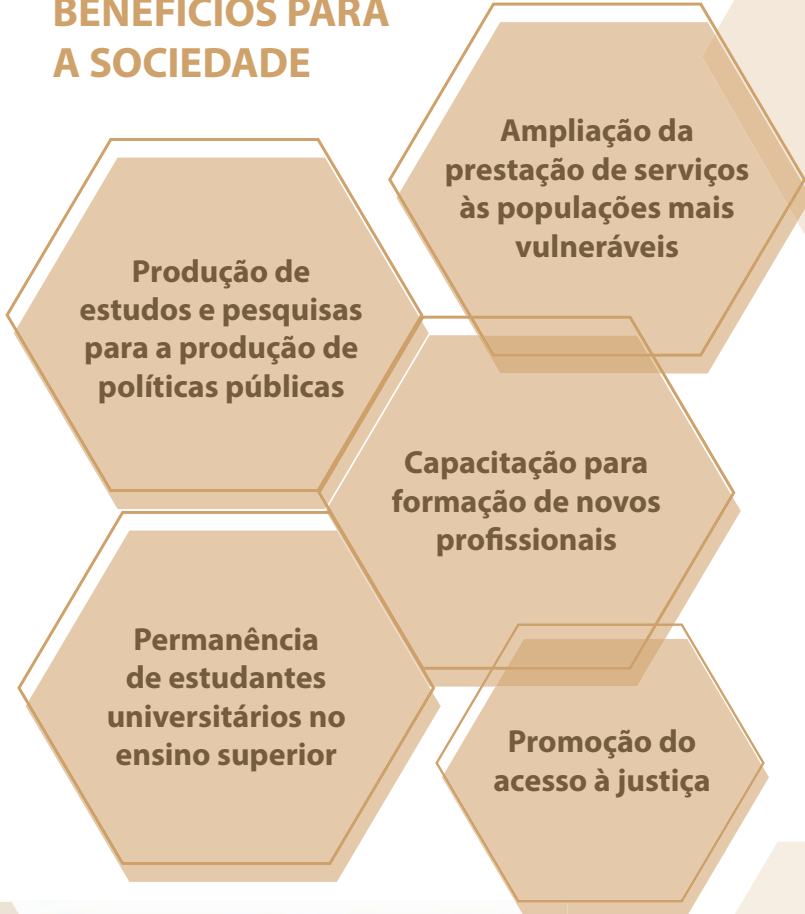 BENEFÍCIOS PARA
A SOCIEDADE
Ampliação da
prestação de serviços
às populações mais
vulneráveis
Produção de
estudos e pesquisas
para a produção de
políticas públicas
Capacitação para
formação de novos
profissionais
Permanência
de estudantes
universitários no
ensino superior
Promoção do
acesso à justiça